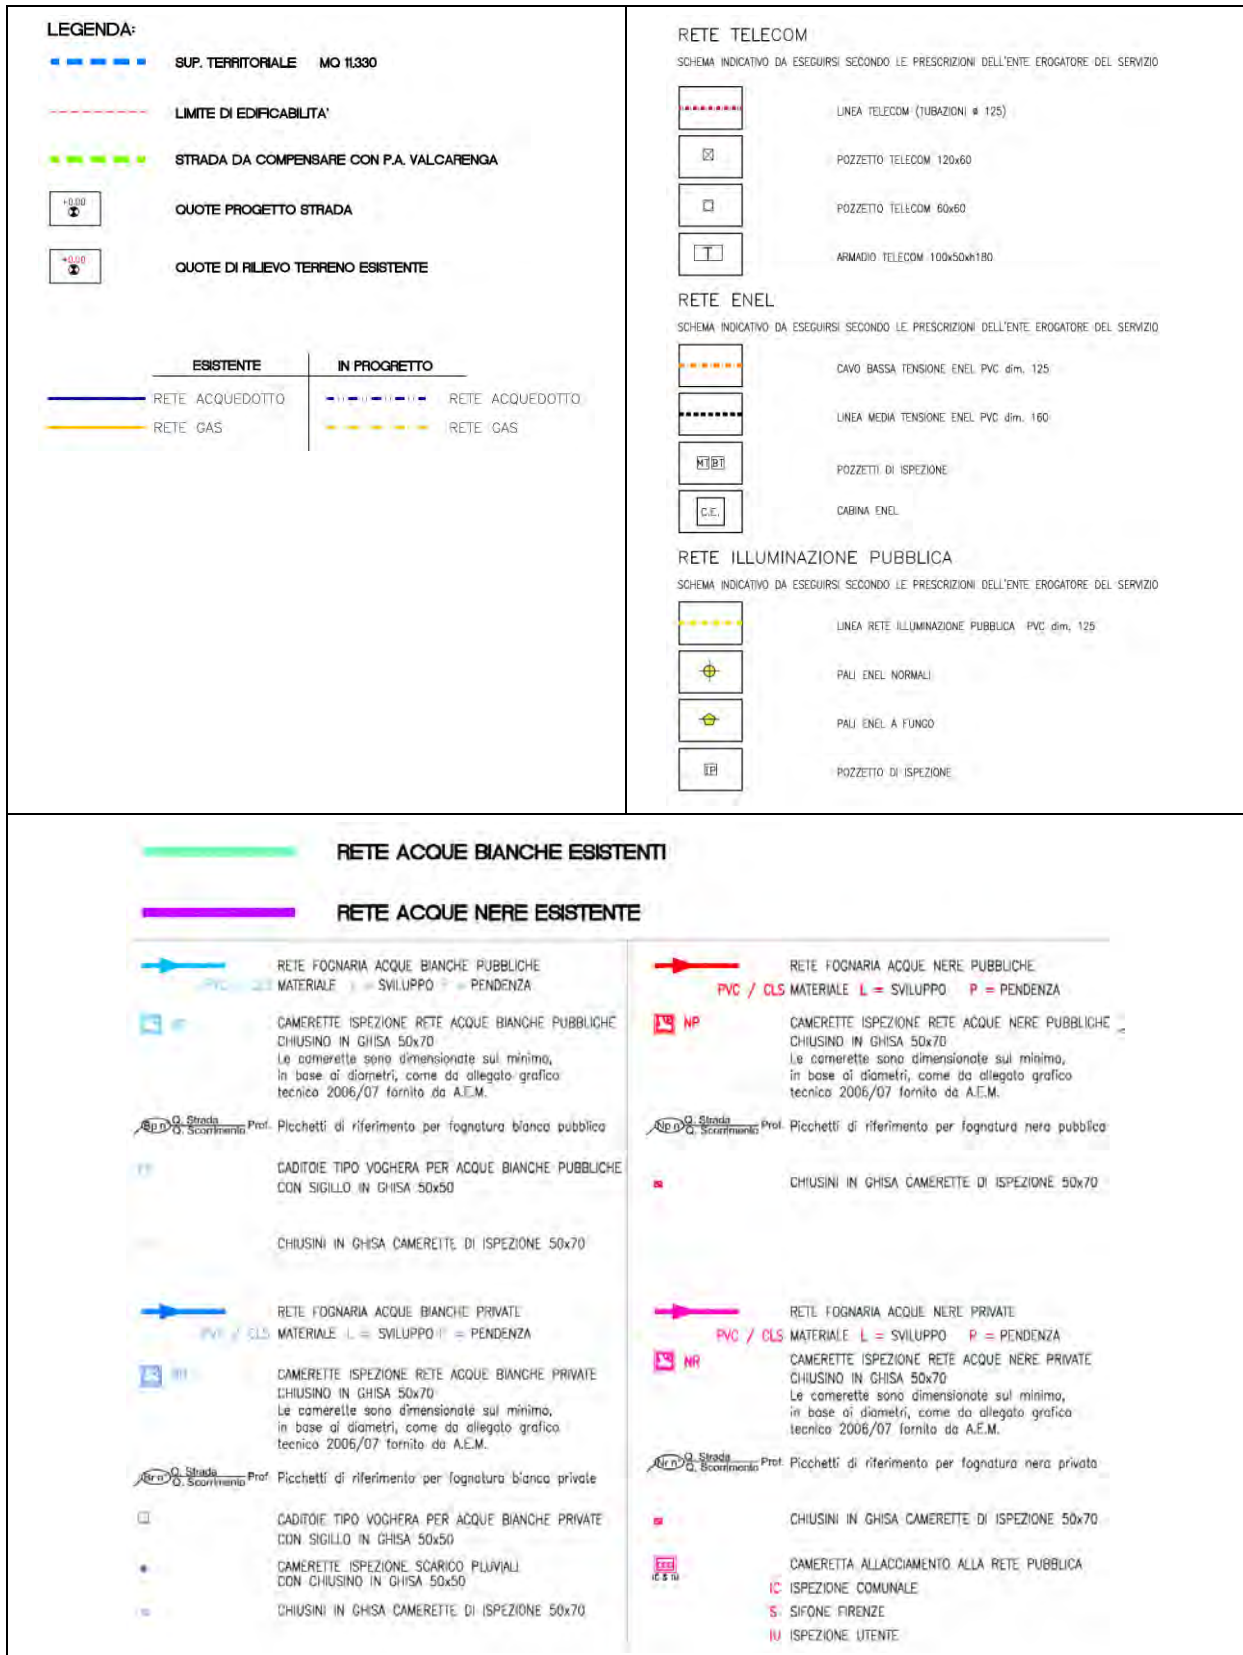 LEGENDA:
SUP. TERRITORIALE MQ 11.330
LIMITE DI EDIFICABILITA'
STRADA DA COMPENSARE CON P.A. VALCARENGA
+0.00
QUOTE PROGETTO STRADA
+0.00
QUOTE DI RILIEVO TERRENO ESISTENTE
ESISTENTE IN PROGRETTO
RETE ACQUEDOTTO RETE ACQUEDOTTO
RETE GAS RETE GAS
RETE TELECOM
SCHEMA INDICATIVO DA ESEGUIRSI SECONDO LE PRESCRIZIONI DELL'ENTE EROGATORE DEL SERVIZIO
LINEA TELECOM (TUBAZIONI ø 125)
POZZETTO TELECOM 120x60
POZZETTO TELECOM 60x60
T ARMADIO TELECOM 100x50xh180
RETE ENEL
SCHEMA INDICATIVO DA ESEGUIRSI SECONDO LE PRESCRIZIONI DELL'ENTE EROGATORE DEL SERVIZIO
CAVO BASSA TENSIONE ENEL PVC dim. 125
LINEA MEDIA TENSIONE ENEL PVC dim. 160
MT BT POZZETTI DI ISPEZIONE
C.E. CABINA ENEL
RETE ILLUMINAZIONE PUBBLICA
SCHEMA INDICATIVO DA ESEGUIRSI SECONDO LE PRESCRIZIONI DELL'ENTE EROGATORE DEL SERVIZIO
LINEA RETE ILLUMINAZIONE PUBBLICA PVC dim. 125
PALI ENEL NORMALI
PALI ENEL A FUNGO
IP POZZETTO DI ISPEZIONE
RETE ACQUE BIANCHE ESISTENTI
RETE ACQUE NERE ESISTENTE
RETE FOGNARIA ACQUE BIANCHE PUBBLICHE
PVC / CLS MATERIALE L = SVILUPPO P = PENDENZA
CAMERETTE ISPEZIONE RETE ACQUE BIANCHE PUBBLICHE
CHIUSINO IN GHISA 50x70
Le camerette sono dimensionate sul minimo,
in base ai diametri, come da allegato grafico
tecnico 2006/07 fornito da A.E.M.
Bp n Q. Strada Q. Scorrimento Prof. Picchetti di riferimento per fognatura bianca pubblica
CADITOIE TIPO VOGHERA PER ACQUE BIANCHE PUBBLICHE
CON SIGILLO IN GHISA 50x50
CHIUSINI IN GHISA CAMERETTE DI ISPEZIONE 50x70
RETE FOGNARIA ACQUE BIANCHE PRIVATE
PVC / CLS MATERIALE L = SVILUPPO P = PENDENZA
CAMERETTE ISPEZIONE RETE ACQUE BIANCHE PRIVATE
CHIUSINO IN GHISA 50x70
Le camerette sono dimensionate sul minimo,
in base ai diametri, come da allegato grafico
tecnico 2006/07 fornito da A.E.M.
Br n Q. Strada Q. Scorrimento Prof Picchetti di riferimento per fognatura bianca private
CADITOIE TIPO VOGHERA PER ACQUE BIANCHE PRIVATE
CON SIGILLO IN GHISA 50x50
CAMERETTE ISPEZIONE SCARICO PLUVIALI
CON CHIUSINO IN GHISA 50x50
CHIUSINI IN GHISA CAMERETTE DI ISPEZIONE 50x70
RETE FOGNARIA ACQUE NERE PUBBLICHE
PVC / CLS MATERIALE L = SVILUPPO P = PENDENZA
NP CAMERETTE ISPEZIONE RETE ACQUE NERE PUBBLICHE
CHIUSINO IN GHISA 50x70
Le camerette sono dimensionate sul minimo,
in base ai diametri, come da allegato grafico
tecnico 2006/07 fornito da A.E.M.
Np n Q. Strada Q. Scorrimento Prof. Picchetti di riferimento per fognatura nera pubblica
CHIUSINI IN GHISA CAMERETTE DI ISPEZIONE 50x70
RETE FOGNARIA ACQUE NERE PRIVATE
PVC / CLS MATERIALE L = SVILUPPO P = PENDENZA
NR CAMERETTE ISPEZIONE RETE ACQUE NERE PRIVATE
CHIUSINO IN GHISA 50x70
Le camerette sono dimensionate sul minimo,
in base ai diametri, come da allegato grafico
tecnico 2006/07 fornito da A.E.M.
Nr n Q. Strada Q. Scorrimento Prof Picchetti di riferimento per fognatura nera privata
CHIUSINI IN GHISA CAMERETTE DI ISPEZIONE 50x70
IC S IU CAMERETTA ALLACCIAMENTO ALLA RETE PUBBLICA
IC ISPEZIONE COMUNALE
S SIFONE FIRENZE
IU ISPEZIONE UTENTE